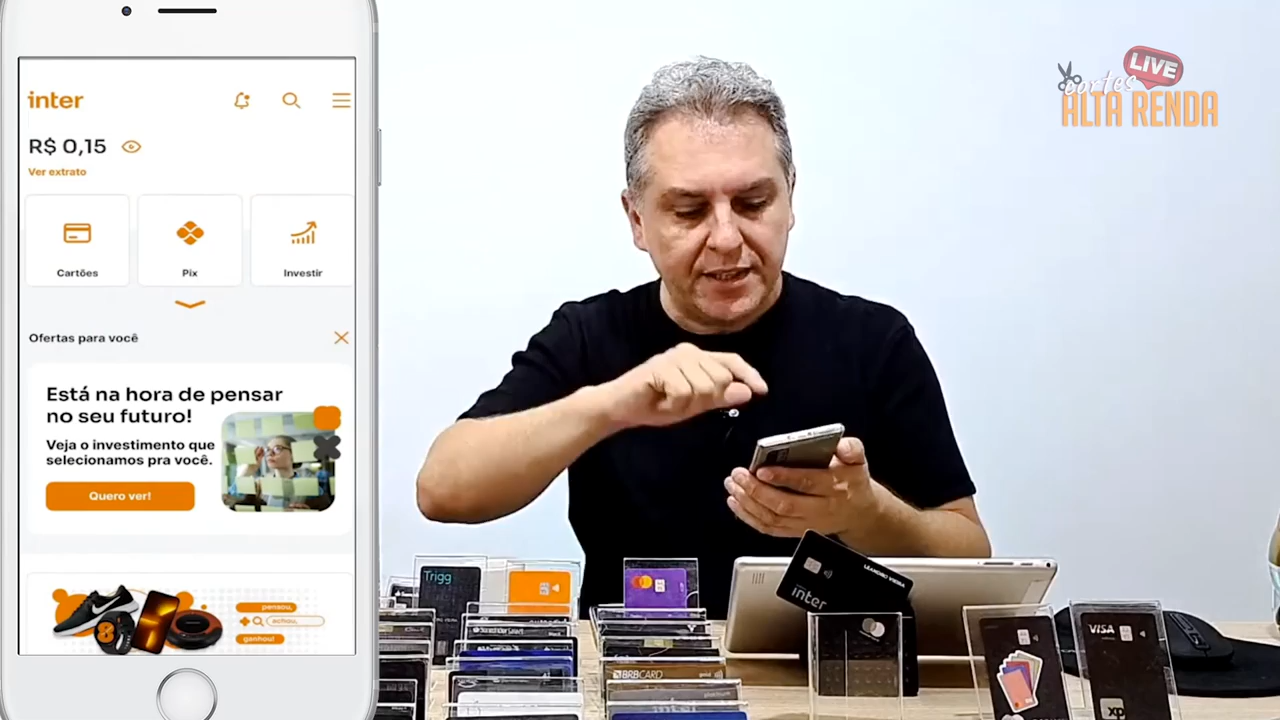 inter
R$ 0,15
Ver extrato
Cartões
Pix
Investir
Ofertas para você
Está na hora de pensar
no seu futuro!
Veja o investimento que
selecionamos pra você.
Quero ver!
pensou,
achou,
ganhou!
cortes
LIVE
ALTA RENDA
Trigg
LEANDRO VIEIRA
inter
BRBCARD
VISA
xp